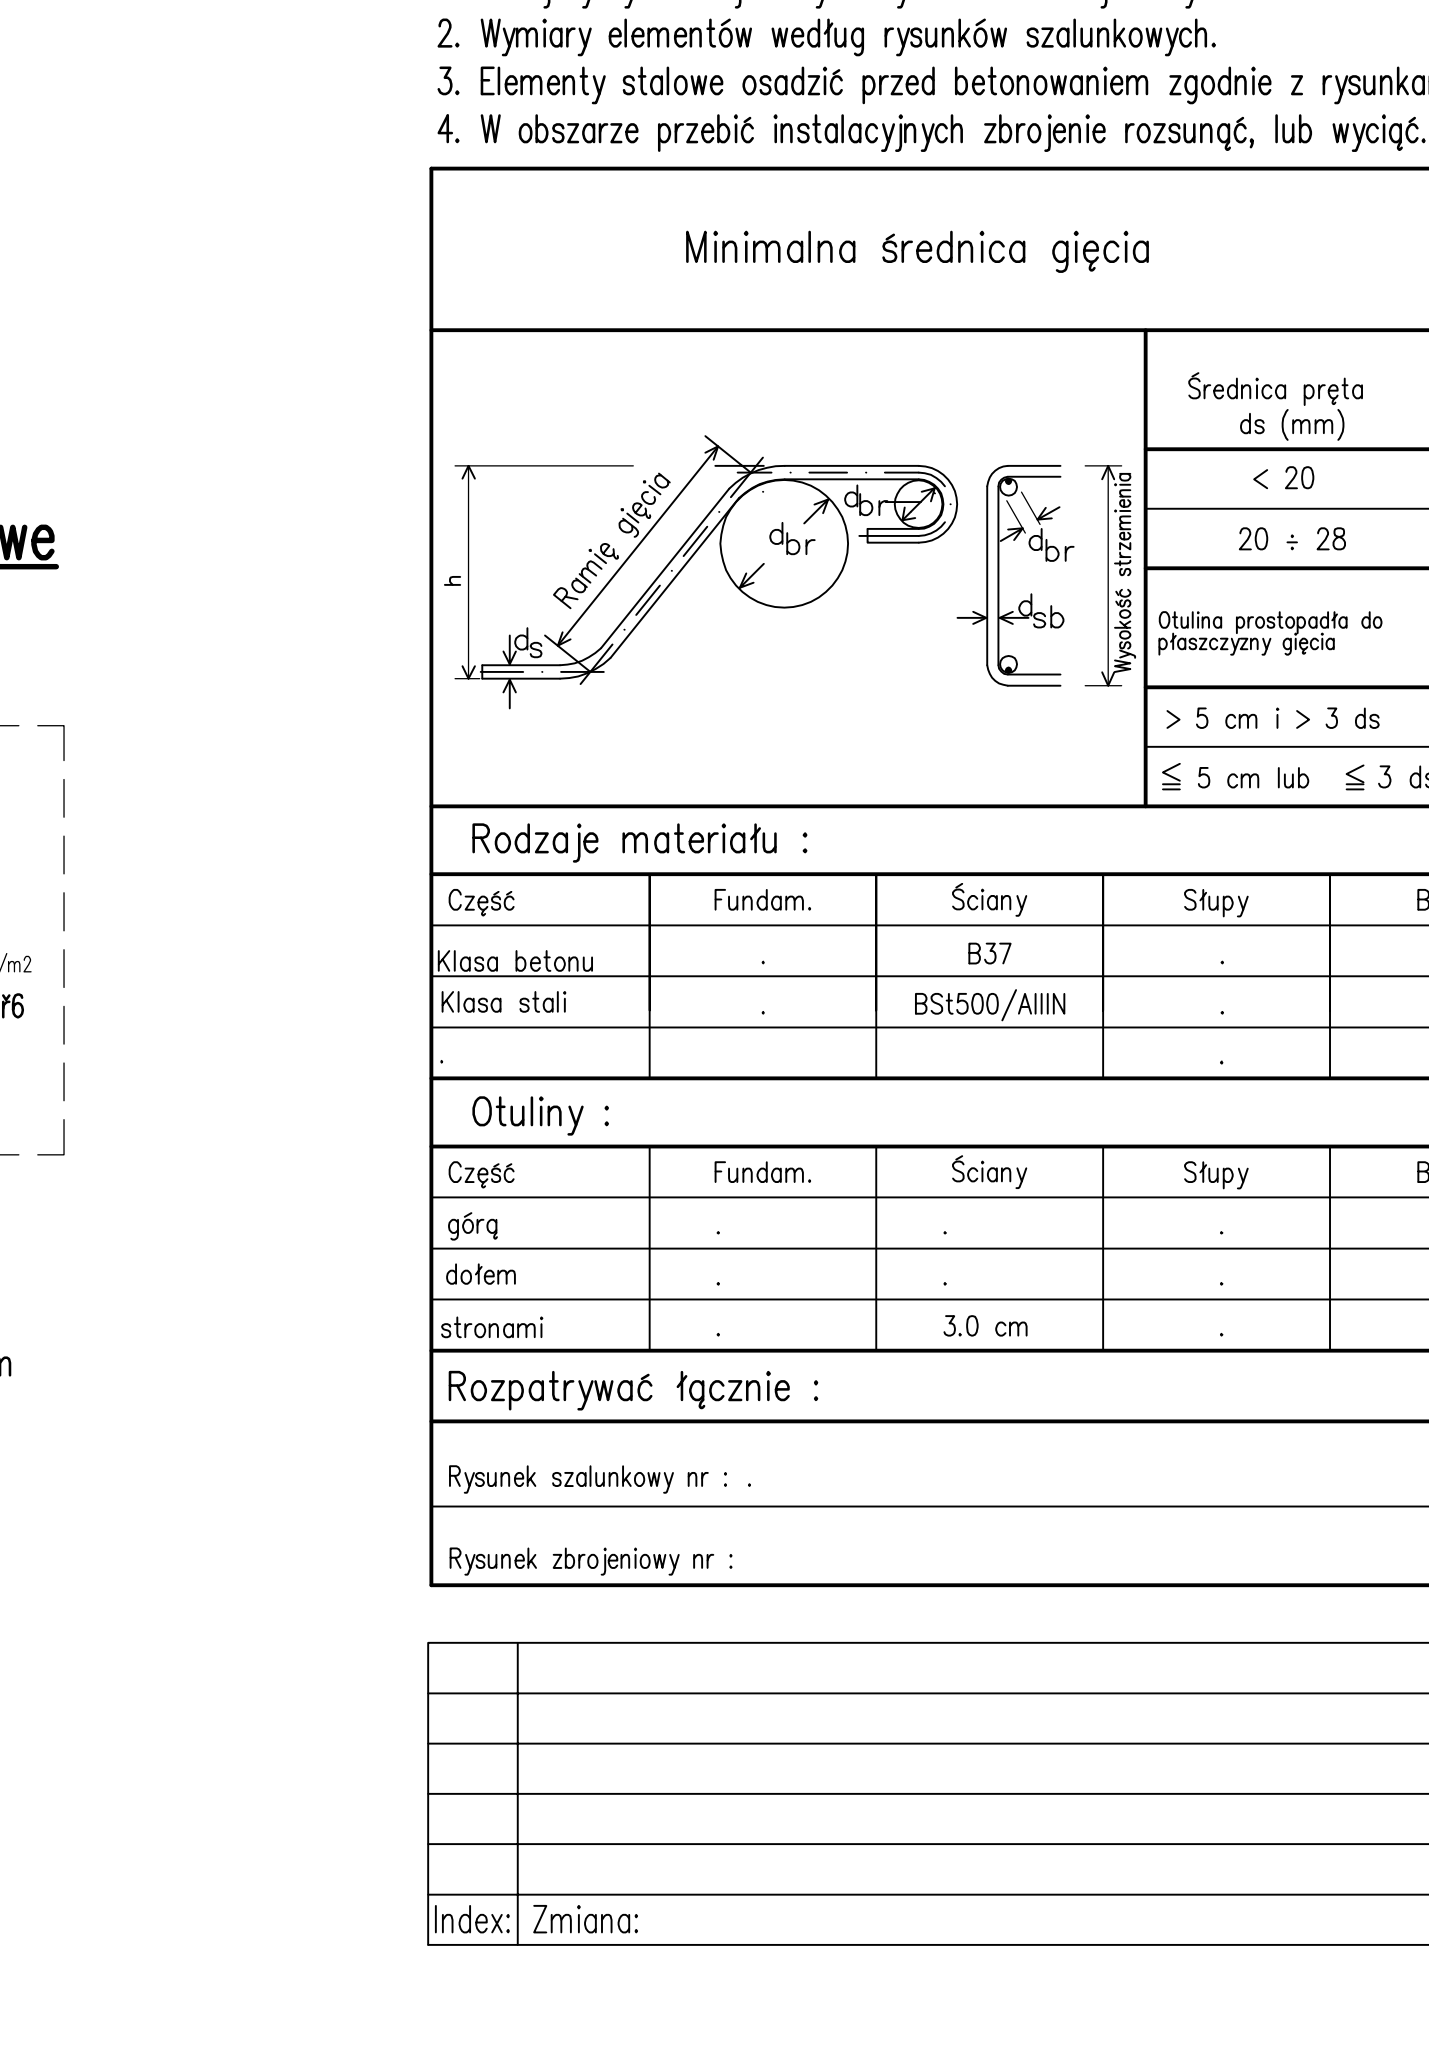 2. Wymiary elementów według rysunków szalunkowych.
3. Elementy stalowe osadzić przed betonowaniem zgodnie z
4. W obszarze przebić instalacyjnych zbrojenie rozsunąć, lub wyciąć.
Minimalna średnica gięcia
Średnica pręta
ds (mm)
< 20
20 ÷ 28
Otulina prostopadła do
płaszczyzny gięcia
> 5 cm i > 3 ds
≦ 5 cm lub ≦ 3 ds
h
ds
Ramię gięcia
dbr
dbr
dbr
dsb
Wysokość strzemienia
we
/m2
ř6
m
Rodzaje materiału :
Część Fundam. Ściany Słupy
Klasa betonu . B37 .
Klasa stali . BSt500/AIIIN .
. .
Otuliny :
Część Fundam. Ściany Słupy
górą . . .
dołem . . .
stronami . 3.0 cm .
Rozpatrywać łącznie :
Rysunek szalunkowy nr : .
Rysunek zbrojeniowy nr :
Index: Zmiana: